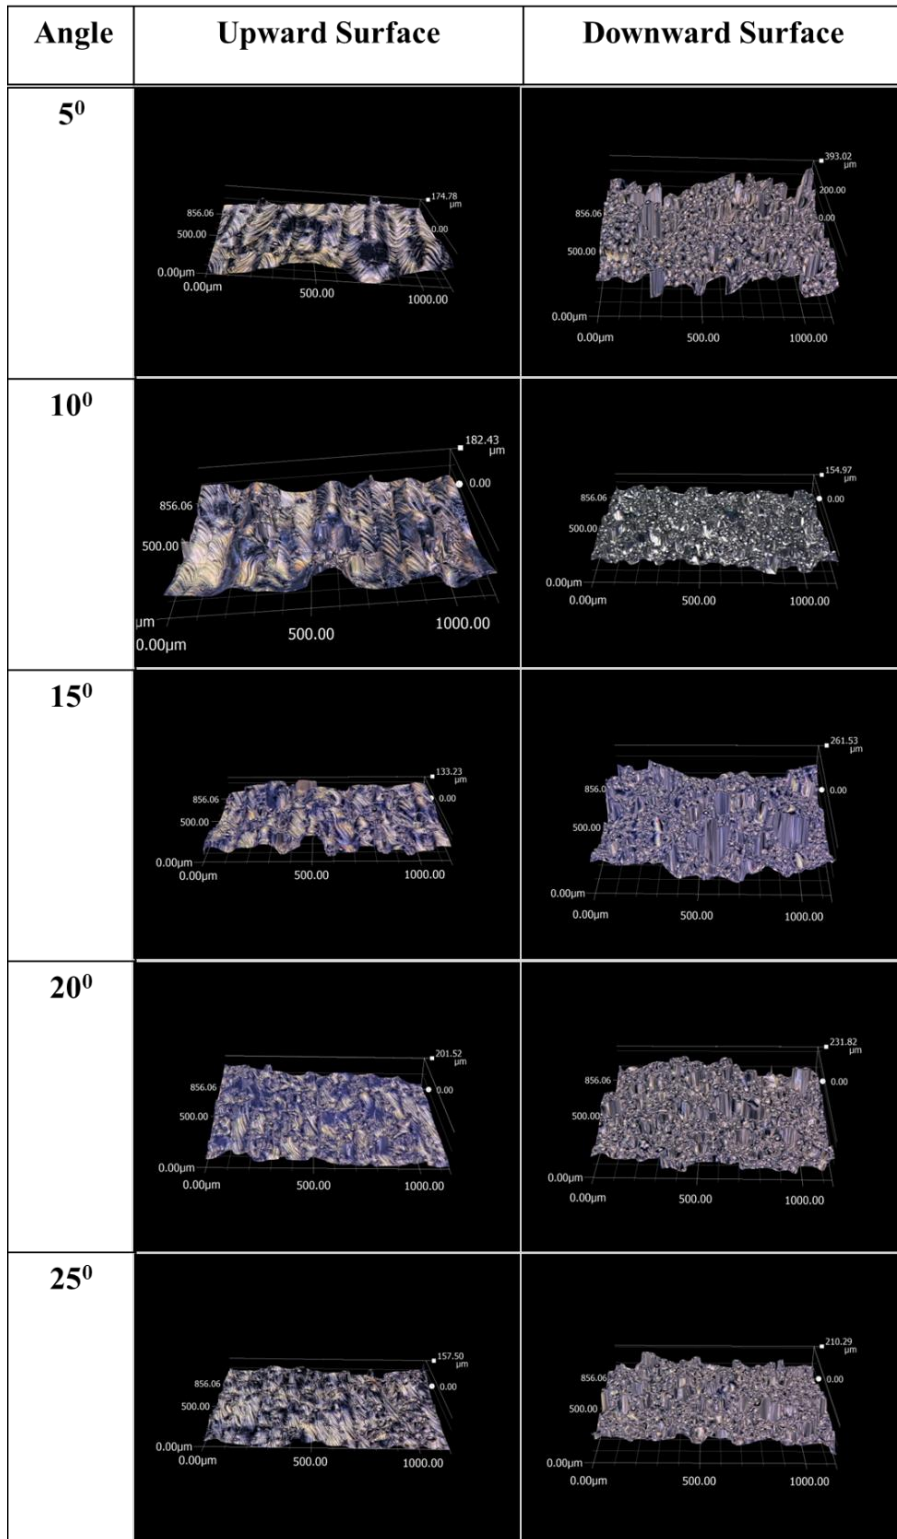 Angle Upward Surface Downward Surface
5⁰
174.78
µm
856.06
0.00
500.00
0.00µm
0.00µm
500.00
1000.00
393.02
µm
200.00
856.06
0.00
500.00
0.00µm
0.00µm
500.00
1000.00
10⁰
182.43
µm
0.00
856.06
500.00
µm
0.00µm
500.00
1000.00
154.97
µm
856.06
0.00
500.00
0.00µm
0.00µm
500.00
1000.00
15⁰
133.23
µm
856.06
0.00
500.00
0.00µm
0.00µm
500.00
1000.00
261.53
µm
856.0
0.00
500.00
0.00µm
0.00µm
500.00
1000.00
20⁰
201.52
µm
856.06
0.00
500.00
0.00µm
0.00µm
500.00
1000.00
231.82
µm
856.06
0.00
500.00
0.00µm
0.00µm
500.00
1000.00
25⁰
157.50
µm
856.06
0.00
500.00
0.00µm
0.00µm
500.00
1000.00
210.29
µm
856.06
0.00
500.00
0.00µm
0.00µm
500.00
1000.00